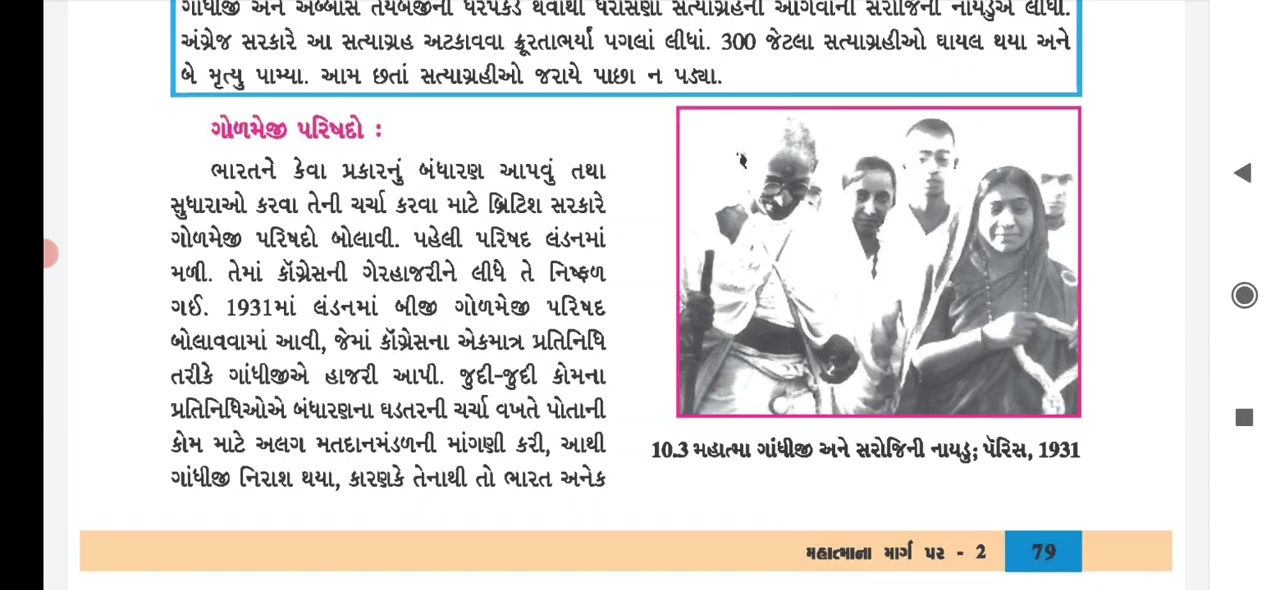 ગાંધીજી અને અબ્બાસ તૈયબજીની ધરપકડ થવાથી ધરાસણા સત્યાગ્રહની આગેવાની સરોજિની નાયડુએ લીધી.
અંગ્રેજ સરકારે આ સત્યાગ્રહ અટકાવવા ક્રૂરતાભર્યાં પગલાં લીધાં. 300 જેટલા સત્યાગ્રહીઓ ઘાયલ થયા અને
બે મૃત્યુ પામ્યા. આમ છતાં સત્યાગ્રહીઓ જરાયે પાછા ન પડ્યા.
ગોળમેજી પરિષદો :
ભારતને કેવા પ્રકારનું બંધારણ આપવું તથા
સુધારાઓ કરવા તેની ચર્ચા કરવા માટે બ્રિટિશ સરકારે
ગોળમેજી પરિષદો બોલાવી. પહેલી પરિષદ લંડનમાં
મળી. તેમાં કૉંગ્રેસની ગેરહાજરીને લીધે તે નિષ્ફળ
ગઈ. 1931માં લંડનમાં બીજી ગોળમેજી પરિષદ
બોલાવવામાં આવી, જેમાં કૉંગ્રેસના એકમાત્ર પ્રતિનિધિ
તરીકે ગાંધીજીએ હાજરી આપી. જુદી-જુદી કોમના
પ્રતિનિધિઓએ બંધારણના ઘડતરની ચર્ચા વખતે પોતાની
કોમ માટે અલગ મતદાનમંડળની માંગણી કરી, આથી
ગાંધીજી નિરાશ થયા, કારણકે તેનાથી તો ભારત અનેક
10.3 મહાત્મા ગાંધીજી અને સરોજિની નાયડુ; પૅરિસ, 1931
મહાત્માના માર્ગ પર - 2 79